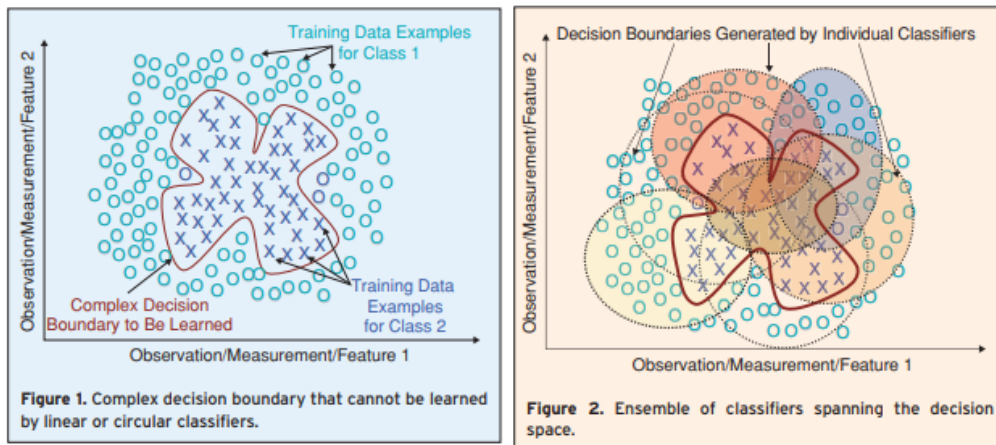 Training Data Examples
for Class 1
Observation/Measurement/Feature 2
Complex Decision
Boundary to Be Learned
Training Data
Examples
for Class 2
Observation/Measurement/Feature 1
Figure 1. Complex decision boundary that cannot be learned
by linear or circular classifiers.
Decision Boundaries Generated by Individual Classifiers
Observation/Measurement/Feature 2
Observation/Measurement/Feature 1
Figure 2. Ensemble of classifiers spanning the decision
space.